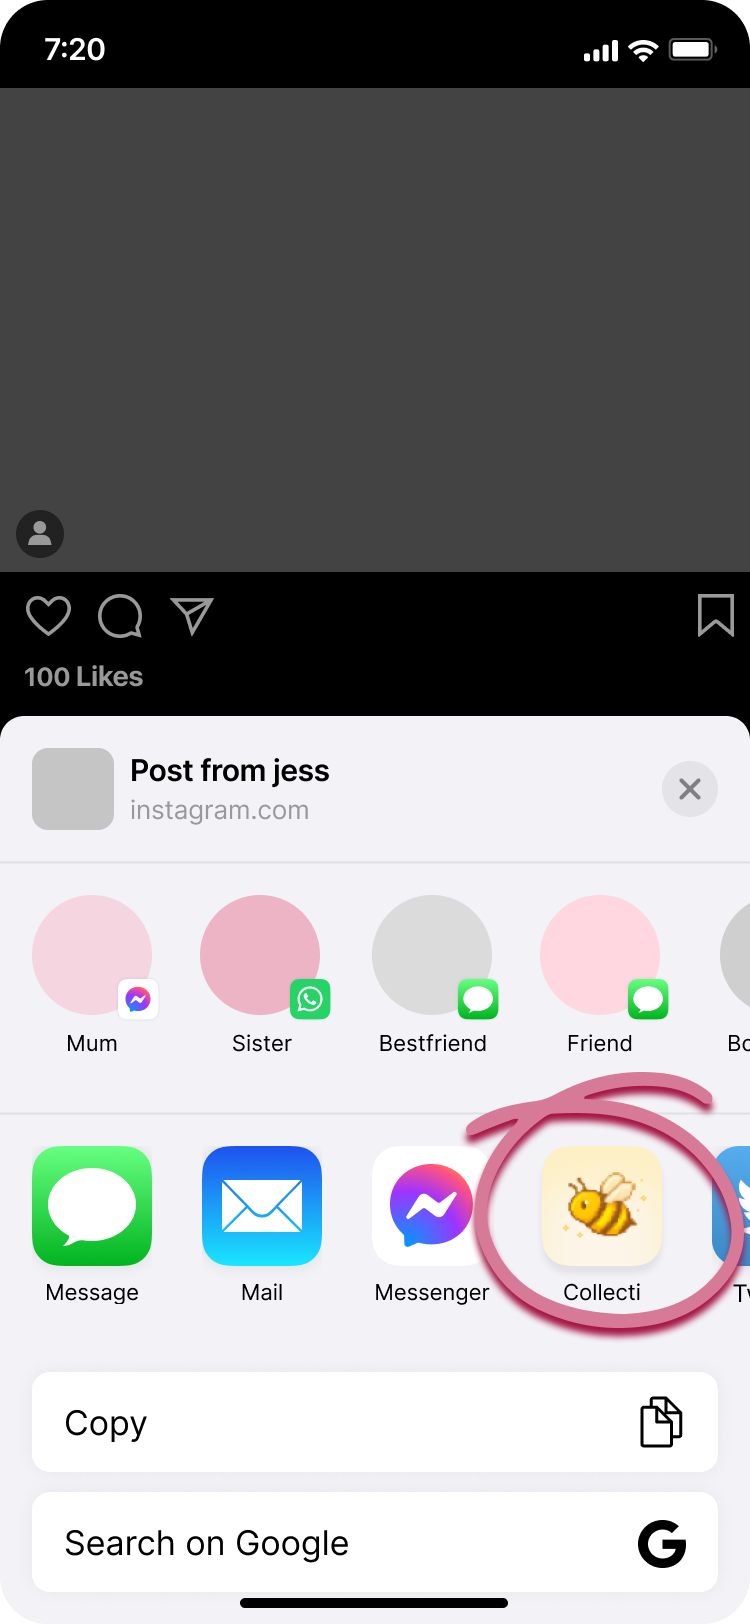 7:20
100 Likes
Post from jess
instagram.com
Mum Sister Bestfriend Friend Bo
Message Mail Messenger Collecti Tw
Copy
Search on Google